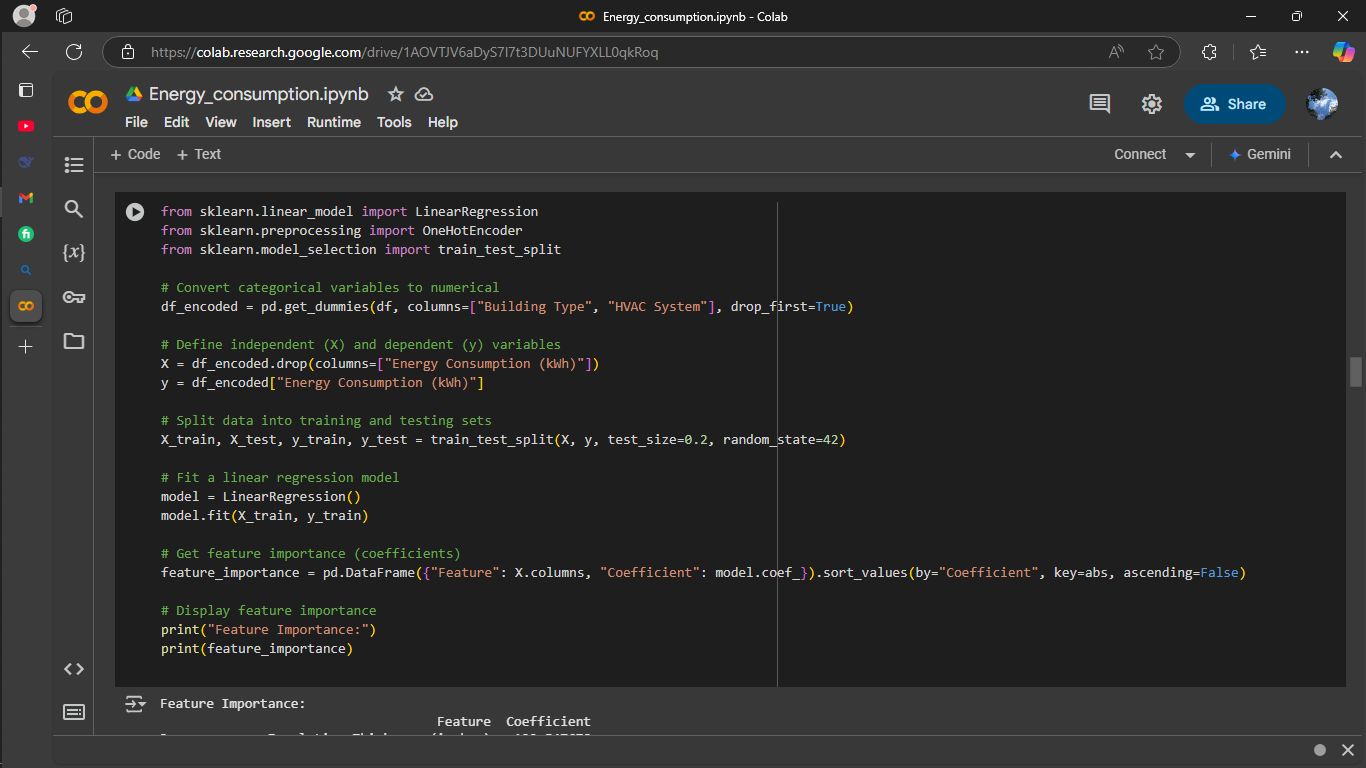 Energy_consumption.ipynb - Colab
https://colab.research.google.com/drive/1AOVTJV6aDyS7I7t3DUuNUFYXLL0qkRoq
Energy_consumption.ipynb
File Edit View Insert Runtime Tools Help
Share
+ Code + Text
Connect
Gemini
from sklearn.linear_model import LinearRegression
from sklearn.preprocessing import OneHotEncoder
from sklearn.model_selection import train_test_split
# Convert categorical variables to numerical
df_encoded = pd.get_dummies(df, columns=["Building Type", "HVAC System"], drop_first=True)
# Define independent (X) and dependent (y) variables
X = df_encoded.drop(columns=["Energy Consumption (kWh)"])
y = df_encoded["Energy Consumption (kWh)"]
# Split data into training and testing sets
X_train, X_test, y_train, y_test = train_test_split(X, y, test_size=0.2, random_state=42)
# Fit a linear regression model
model = LinearRegression()
model.fit(X_train, y_train)
# Get feature importance (coefficients)
feature_importance = pd.DataFrame({"Feature": X.columns, "Coefficient": model.coef_}).sort_values(by="Coefficient", key=abs, ascending=False)
# Display feature importance
print("Feature Importance:")
print(feature_importance)
Feature Importance:
Feature Coefficient